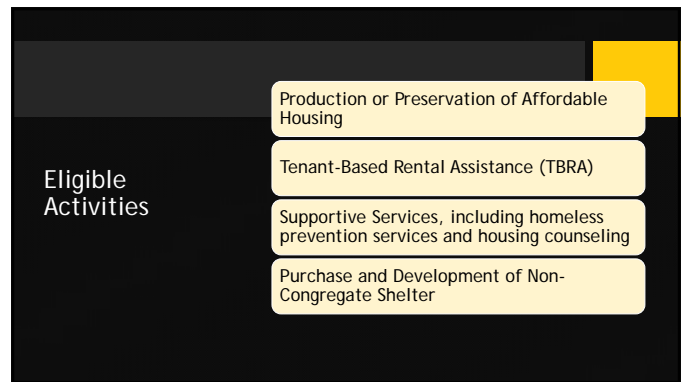 Eligible
Activities
Production or Preservation of Affordable
Housing
Tenant-Based Rental Assistance (TBRA)
Supportive Services, including homeless
prevention services and housing counseling
Purchase and Development of Non-
Congregate Shelter